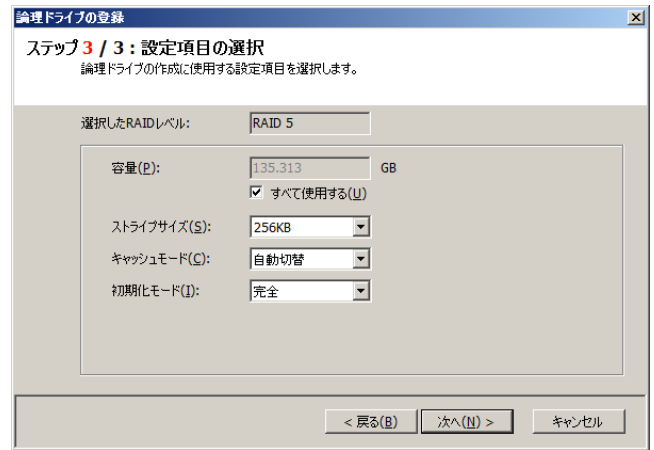 論理ドライブの登録
ステップ 3 / 3 : 設定項目の選択
論理ドライブの作成に使用する設定項目を選択します。
選択したRAIDレベル: RAID 5
容量(P): 135.313 GB
すべて使用する(U)
ストライプサイズ(S): 256KB
キャッシュモード(C): 自動切替
初期化モード(I): 完全
< 戻る(B) 次へ(N) > キャンセル